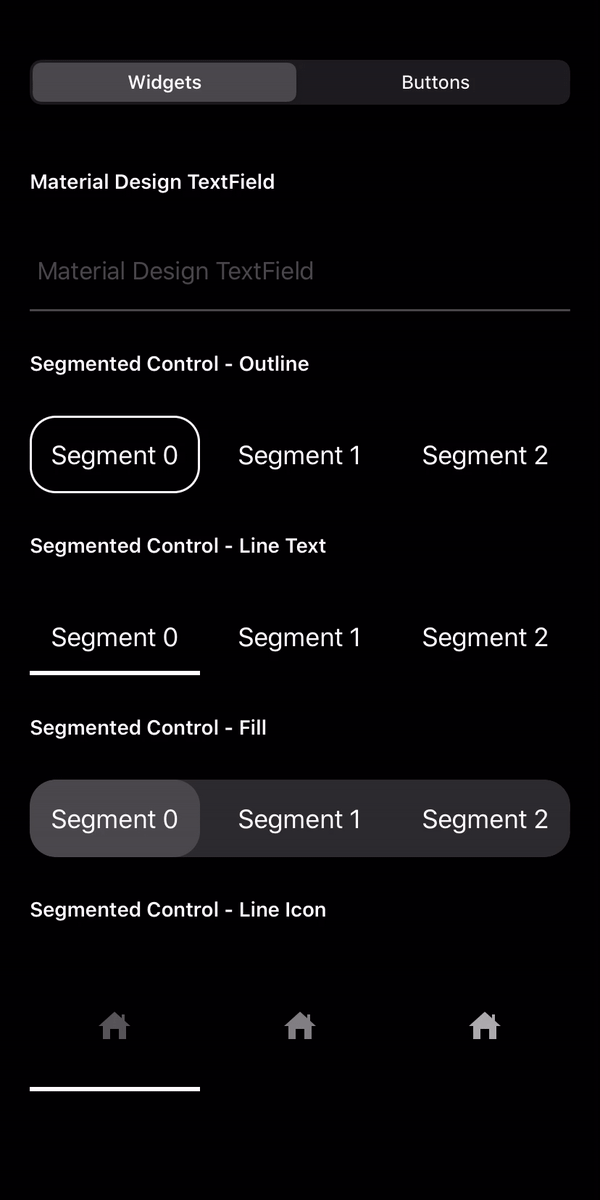 Widgets Buttons
Material Design TextField
Material Design TextField
Segmented Control - Outline
Segment 0 Segment 1 Segment 2
Segmented Control - Line Text
Segment 0 Segment 1 Segment 2
Segmented Control - Fill
Segment 0 Segment 1 Segment 2
Segmented Control - Line Icon